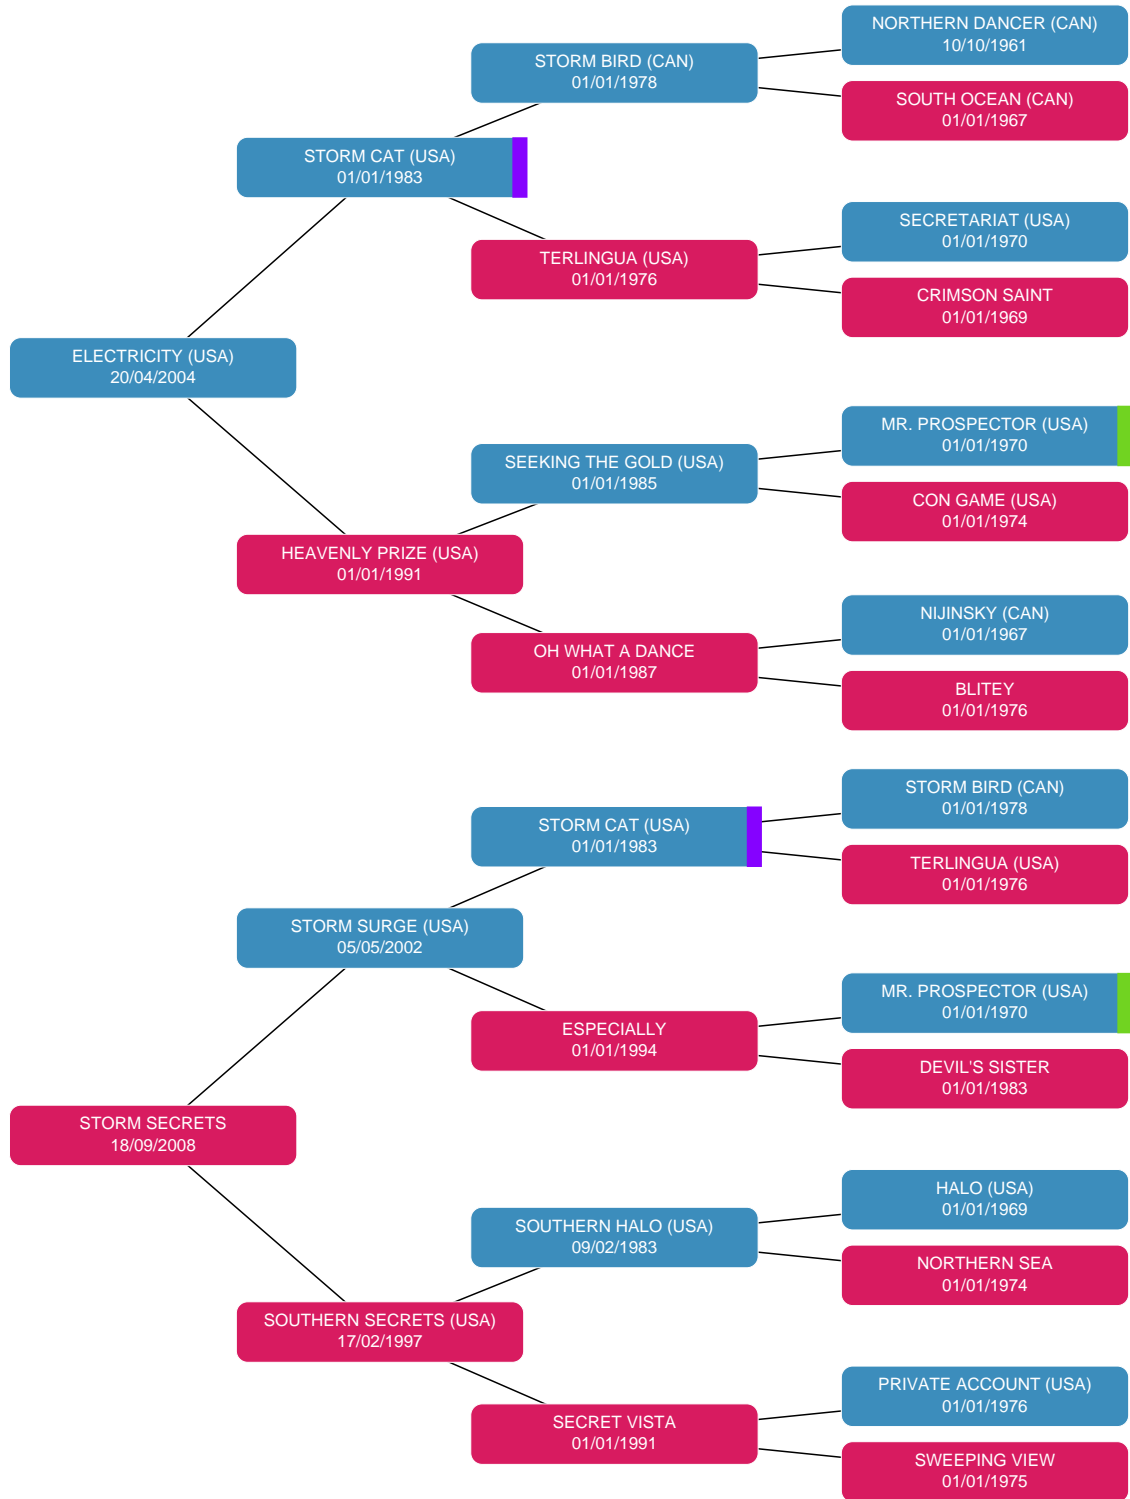 NORTHERN DANCER (CAN)
10/10/1961
STORM BIRD (CAN)
01/01/1978
SOUTH OCEAN (CAN)
01/01/1967
STORM CAT (USA)
01/01/1983
SECRETARIAT (USA)
01/01/1970
TERLINGUA (USA)
01/01/1976
CRIMSON SAINT
01/01/1969
ELECTRICITY (USA)
20/04/2004
MR. PROSPECTOR (USA)
01/01/1970
SEEKING THE GOLD (USA)
01/01/1985
CON GAME (USA)
01/01/1974
HEAVENLY PRIZE (USA)
01/01/1991
NIJINSKY (CAN)
01/01/1967
OH WHAT A DANCE
01/01/1987
BLITEY
01/01/1976
STORM BIRD (CAN)
01/01/1978
STORM CAT (USA)
01/01/1983
TERLINGUA (USA)
01/01/1976
STORM SURGE (USA)
05/05/2002
MR. PROSPECTOR (USA)
01/01/1970
ESPECIALLY
01/01/1994
DEVIL'S SISTER
01/01/1983
STORM SECRETS
18/09/2008
HALO (USA)
01/01/1969
SOUTHERN HALO (USA)
09/02/1983
NORTHERN SEA
01/01/1974
SOUTHERN SECRETS (USA)
17/02/1997
PRIVATE ACCOUNT (USA)
01/01/1976
SECRET VISTA
01/01/1991
SWEEPING VIEW
01/01/1975